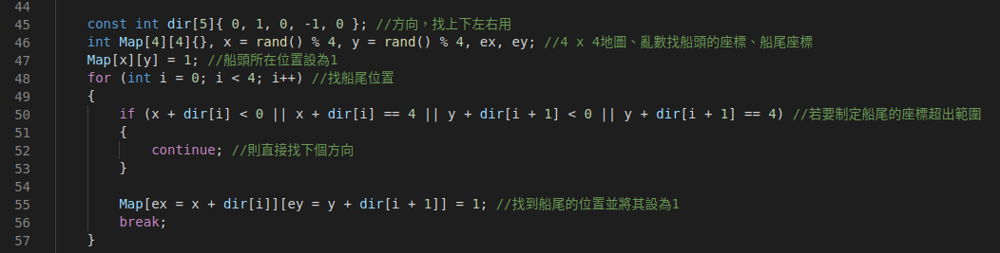 44
45 const int dir[5]{ 0, 1, 0, -1, 0 }; //方向，找上下左右用
46 int Map[4][4]{}, x = rand() % 4, y = rand() % 4, ex, ey; //4 x 4地圖、亂數找船頭的座標、船尾座標
47 Map[x][y] = 1; //船頭所在位置設為1
48 for (int i = 0; i < 4; i++) //找船尾位置
49 {
50 if (x + dir[i] < 0 || x + dir[i] == 4 || y + dir[i + 1] < 0 || y + dir[i + 1] == 4) //若要制定船尾的座標超出範圍
51 {
52 continue; //則直接找下個方向
53 }
54
55 Map[ex = x + dir[i]][ey = y + dir[i + 1]] = 1; //找到船尾的位置並將其設為1
56 break;
57 }